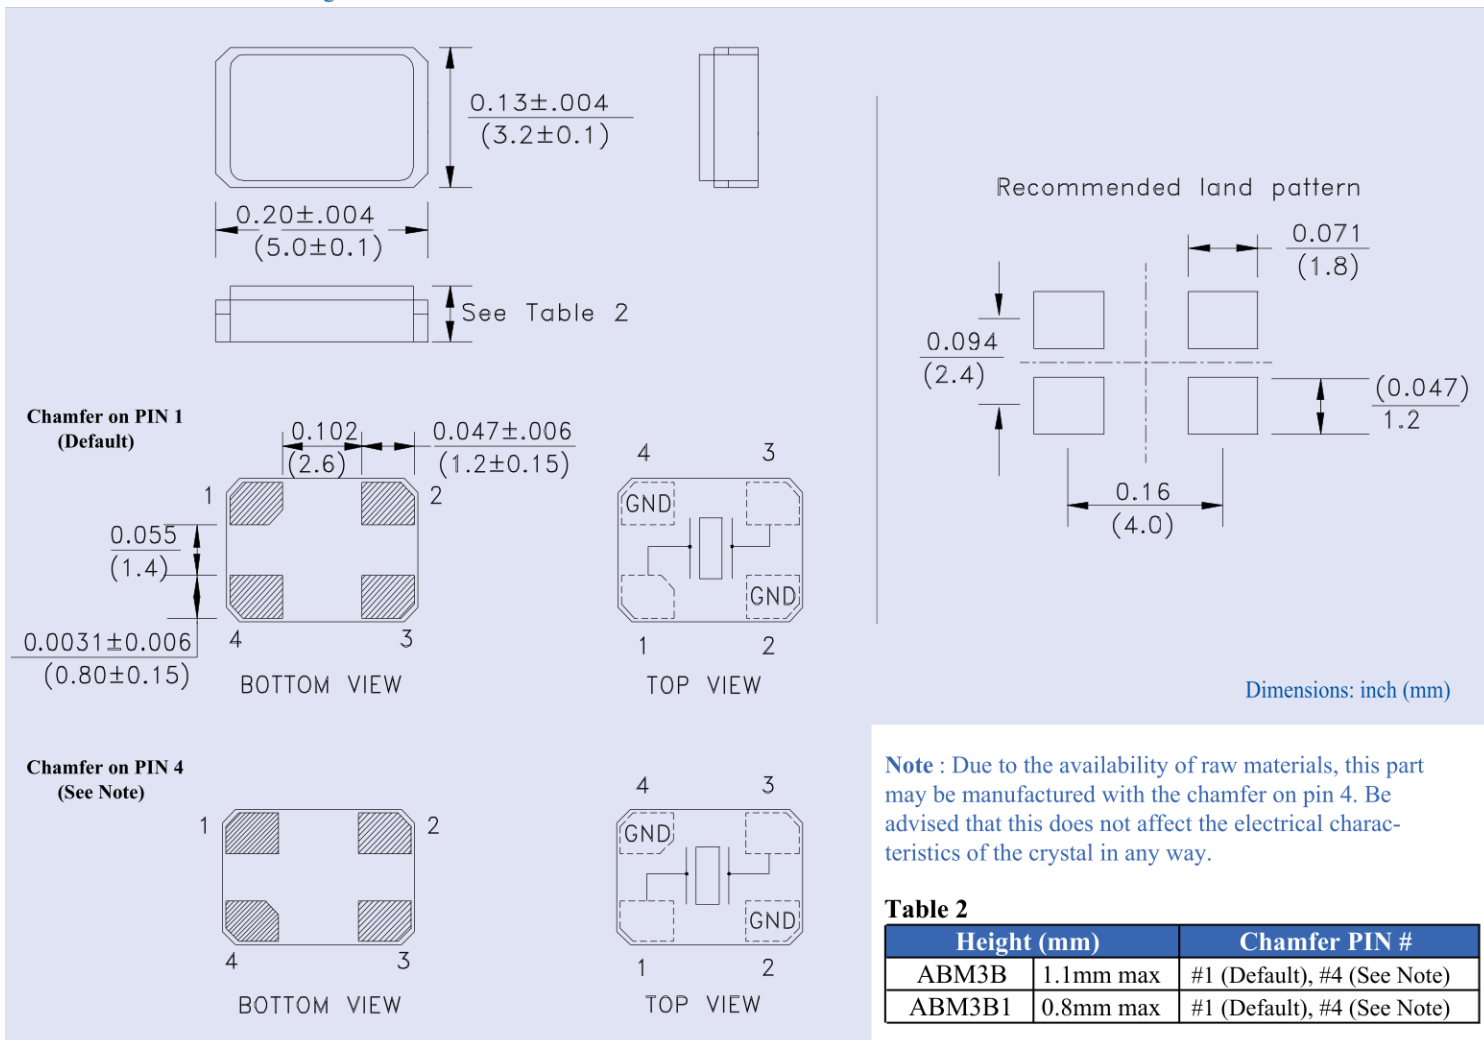 0.13±.004
(3.2±0.1)
0.20±.004
(5.0±0.1)
See Table 2
Recommended land pattern
0.071
(1.8)
0.094
(2.4)
(0.047)
1.2
0.16
(4.0)
Chamfer on PIN 1
(Default)
0.102
(2.6)
0.047±.006
(1.2±0.15)
1
2
0.055
(1.4)
0.0031±0.006
(0.80±0.15)
4
3
BOTTOM VIEW
4
3
GND
GND
1
2
TOP VIEW
Dimensions: inch (mm)
Chamfer on PIN 4
(See Note)
1
2
4
3
BOTTOM VIEW
4
3
GND
GND
1
2
TOP VIEW
Note : Due to the availability of raw materials, this part
may be manufactured with the chamfer on pin 4. Be
advised that this does not affect the electrical charac-
teristics of the crystal in any way.
Table 2
Height (mm) Chamfer PIN #
ABM3B 1.1mm max #1 (Default), #4 (See Note)
ABM3B1 0.8mm max #1 (Default), #4 (See Note)